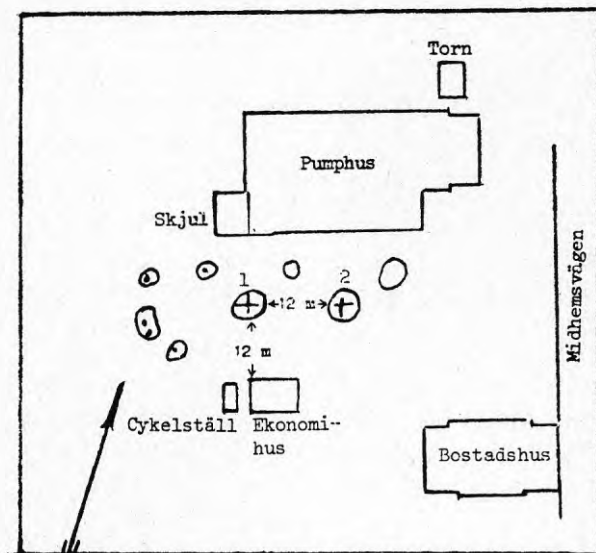 Torn
Pumphus
Skjul
1 2
12 m
12 m
Midhemsvägen
Cykelställ Ekonomi-
hus
Bostadshus